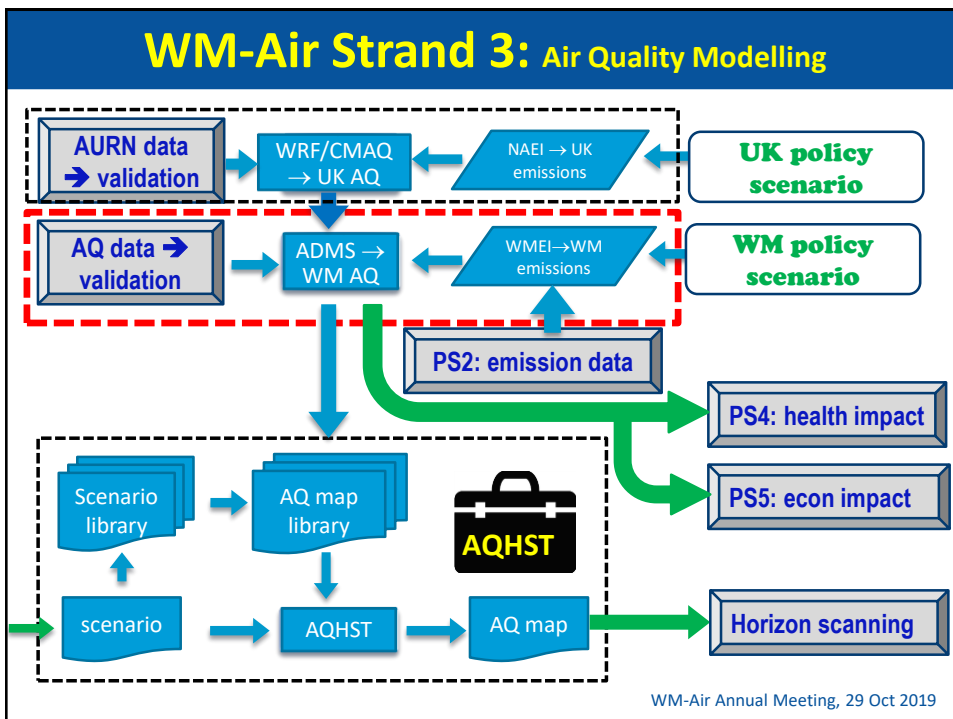 WM-Air Strand 3: Air Quality Modelling
AURN data
➔ validation
WRF/CMAQ
→ UK AQ
NAEI → UK
emissions
UK policy
scenario
AQ data ➔
validation
ADMS →
WM AQ
WMEI→WM
emissions
WM policy
scenario
PS2: emission data
PS4: health impact
PS5: econ impact
Scenario
library
AQ map
library
AQHST
scenario
AQHST
AQ map
Horizon scanning
WM-Air Annual Meeting, 29 Oct 2019